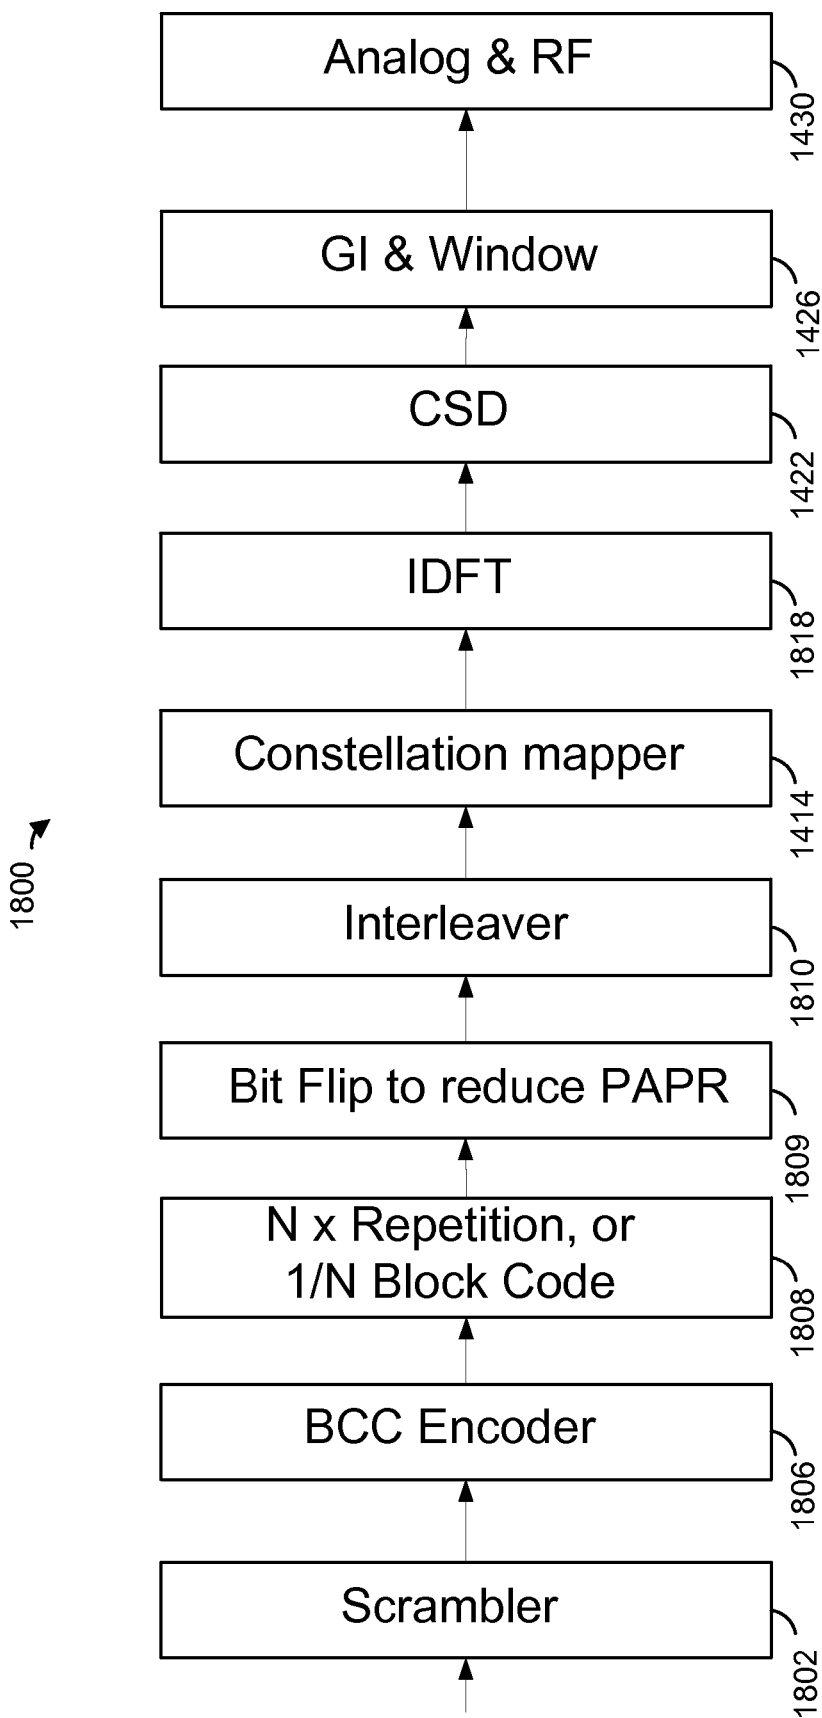 Analog & RF
1430
GI & Window
1426
CSD
1422
IDFT
1818
Constellation mapper
1414
1800
Interleaver
1810
Bit Flip to reduce PAPR
1809
N x Repetition, or
1/N Block Code
1808
BCC Encoder
1806
Scrambler
1802